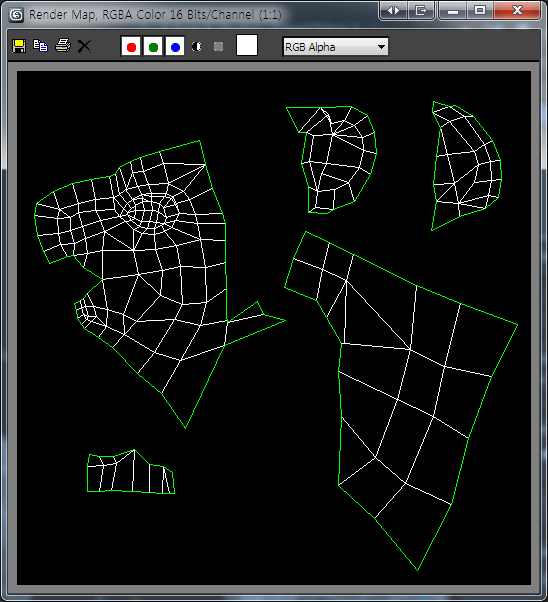 Render Map, RGBA Color 16 Bits/Channel (1:1)
RGB Alpha